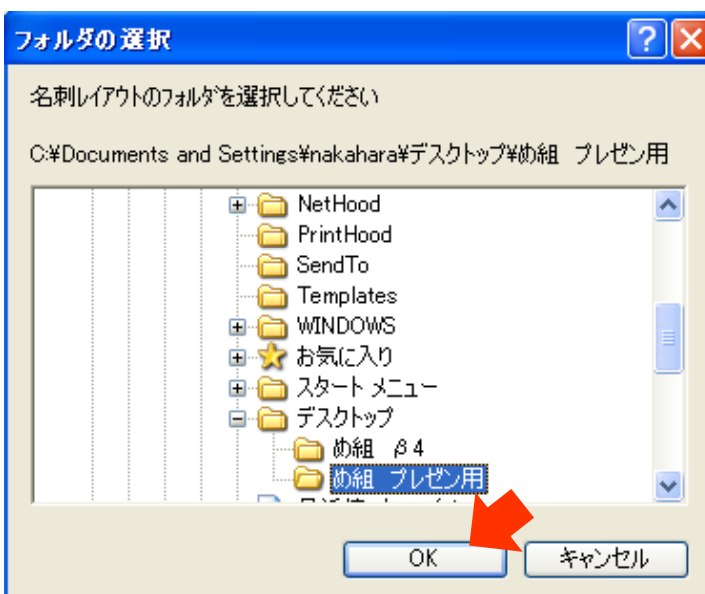 フォルダの選択
名刺レイアウトのフォルダを選択してください
C:¥Documents and Settings¥nakahara¥デスクトップ¥め組　プレゼン用
NetHood
PrintHood
SendTo
Templates
WINDOWS
お気に入り
スタート メニュー
デスクトップ
め組　β4
め組　プレゼン用
OK
キャンセル